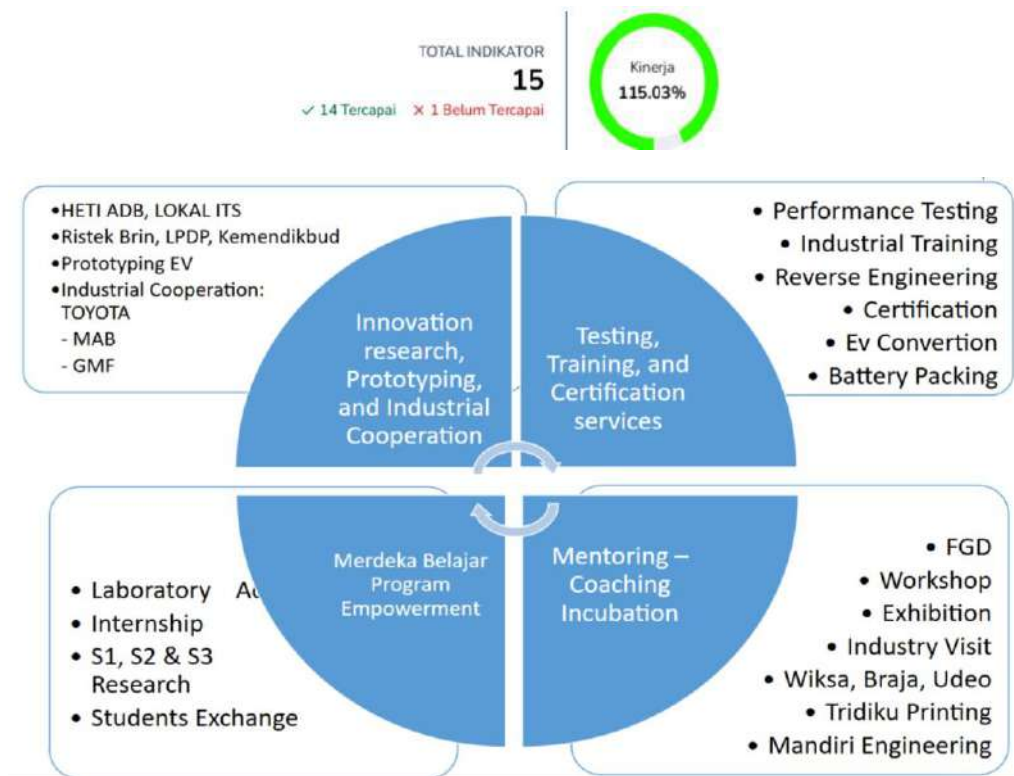 TOTAL INDIKATOR
15
✓ 14 Tercapai ✕ 1 Belum Tercapai
Kinerja
115.03%
•HETI ADB, LOKAL ITS
•Ristek Brin, LPDP, Kemendikbud
•Prototyping EV
•Industrial Cooperation:
TOYOTA
- MAB
- GMF
Innovation
research,
Prototyping,
and Industrial
Cooperation
Testing,
Training, and
Certification
services
• Performance Testing
• Industrial Training
• Reverse Engineering
• Certification
• Ev Convertion
• Battery Packing
• Laboratory
• Internship
• S1, S2 & S3
Research
• Students Exchange
Merdeka Belajar
Program
Empowerment
Mentoring –
Coaching
Incubation
• FGD
• Workshop
• Exhibition
• Industry Visit
• Wiksa, Braja, Udeo
• Tridiku Printing
• Mandiri Engineering